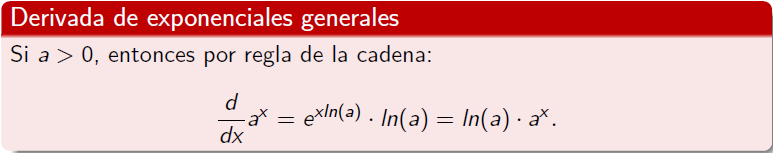 Derivada de exponenciales generales
Si a > 0, entonces por regla de la cadena:
d/dx a^x = e^{xln(a)} · ln(a) = ln(a) · a^x.